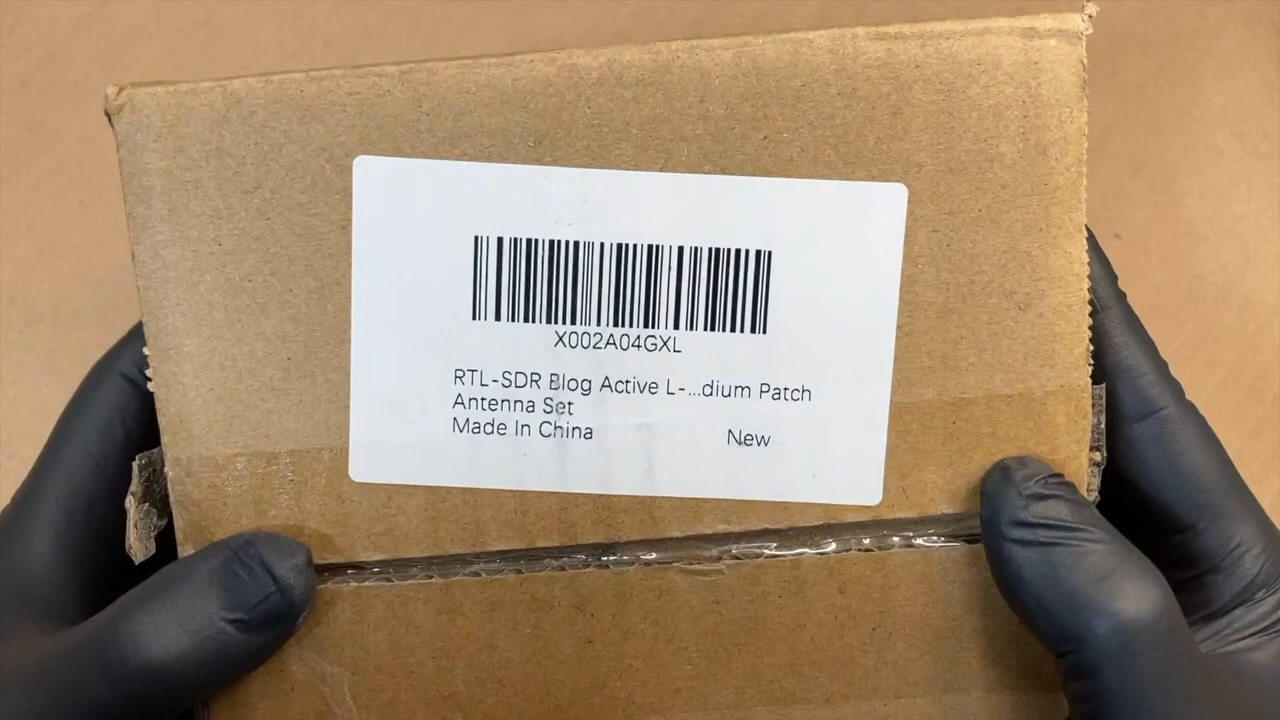 X002A04GXL
RTL-SDR Blog Active L-...dium Patch
Antenna Set
Made In China New